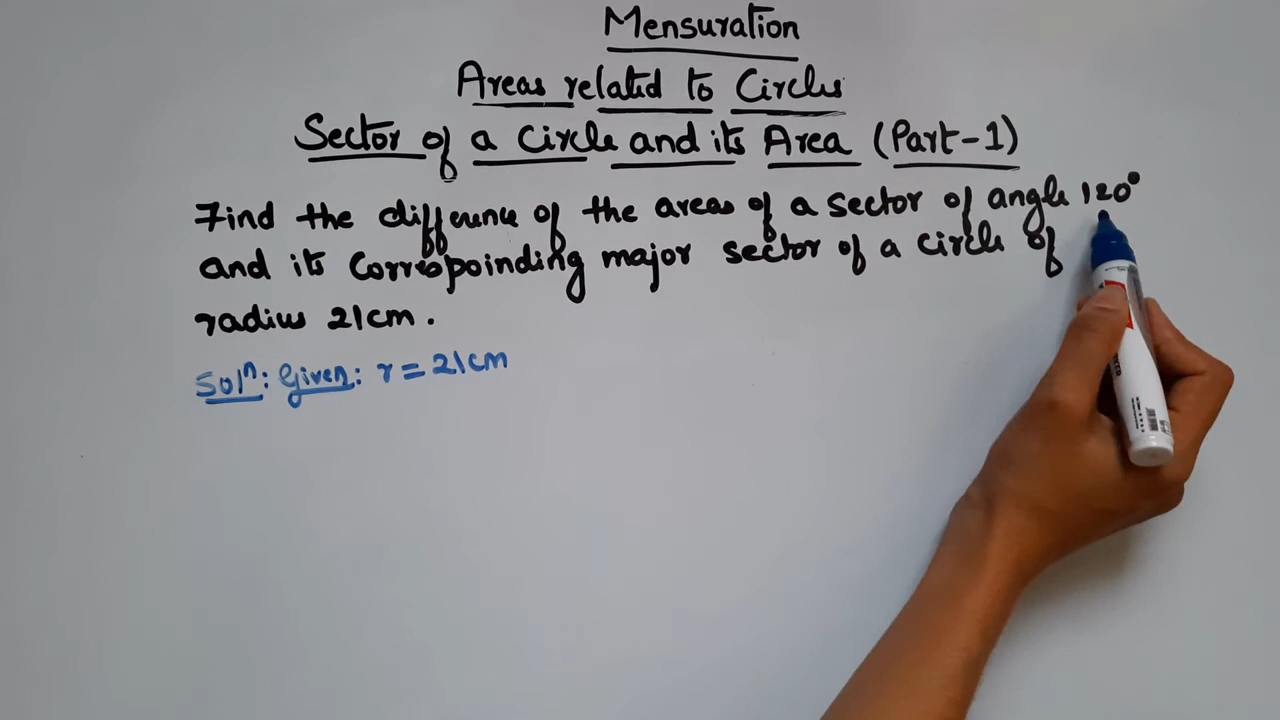 Mensuration
Areas related to Circles
Sector of a Circle and its Area (Part-1)
Find the difference of the areas of a sector of angle 120°
and its Correspoinding major sector of a circle of
radius 21cm.
Solⁿ: Given: r = 21cm